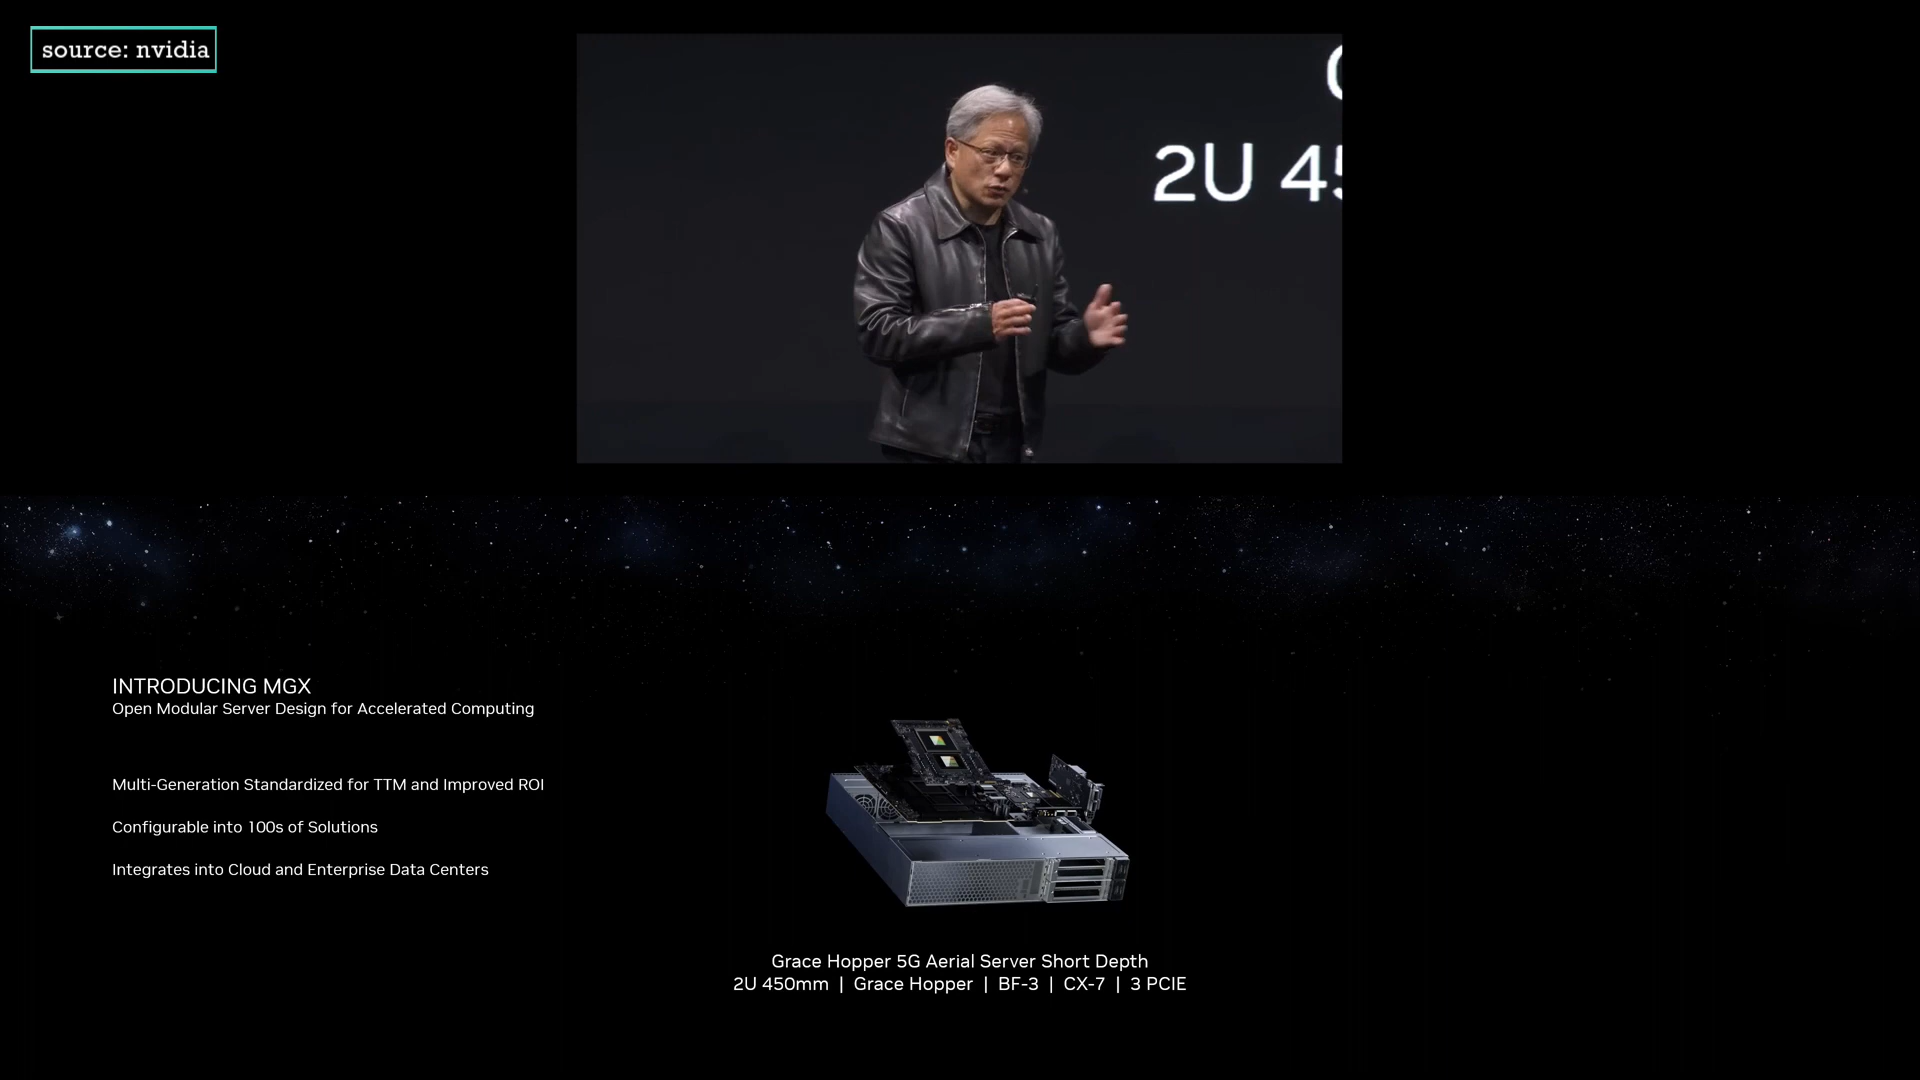 source: nvidia
2U 45
INTRODUCING MGX
Open Modular Server Design for Accelerated Computing
Multi-Generation Standardized for TTM and Improved ROI
Configurable into 100s of Solutions
Integrates into Cloud and Enterprise Data Centers
Grace Hopper 5G Aerial Server Short Depth
2U 450mm | Grace Hopper | BF-3 | CX-7 | 3 PCIE